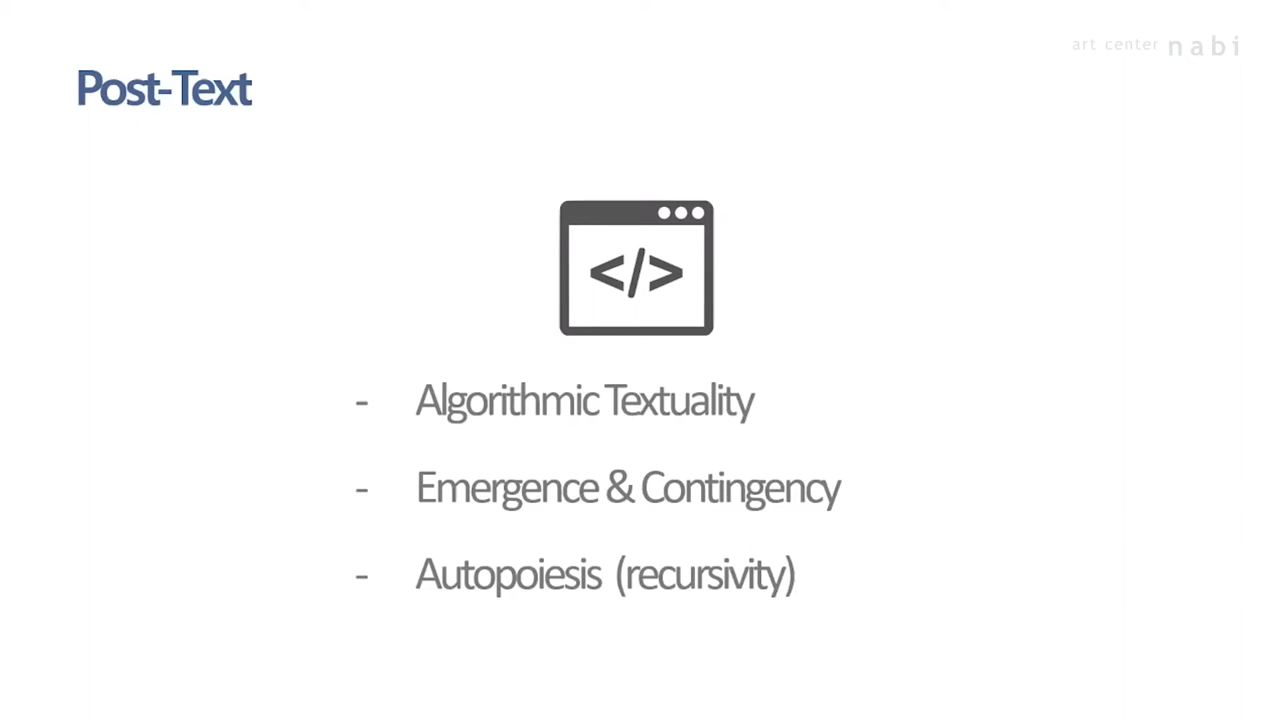 art center nabi
Post-Text
</>
- Algorithmic Textuality
- Emergence & Contingency
- Autopoiesis (recursivity)